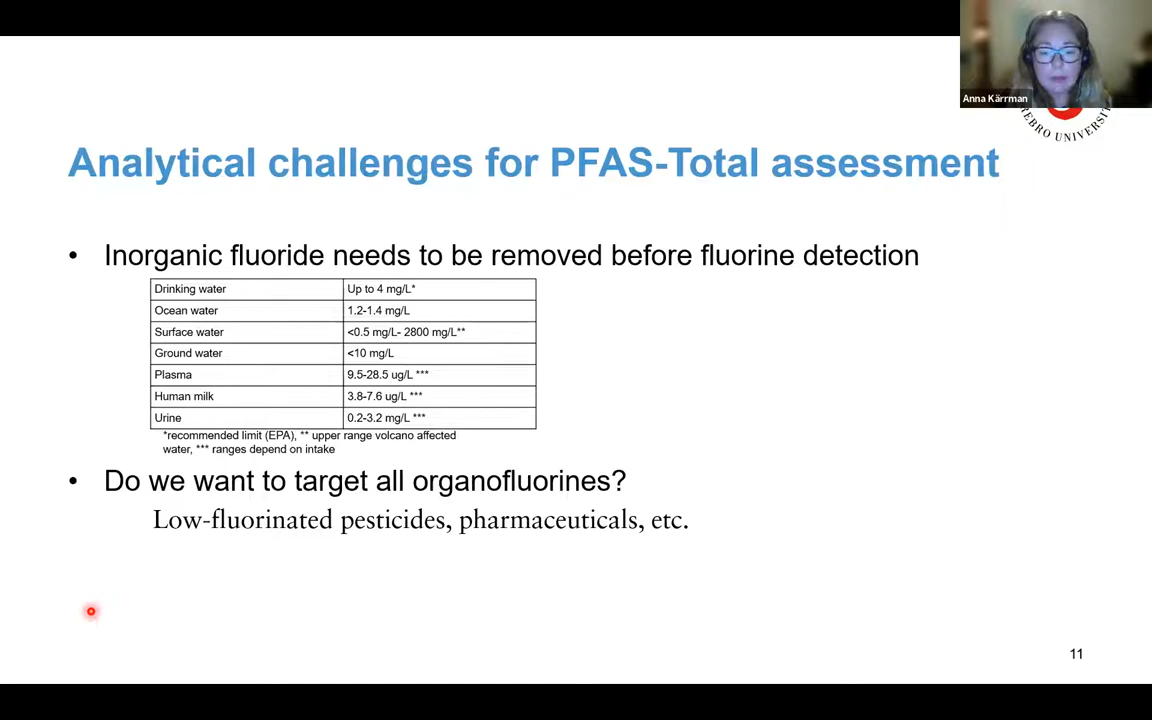 Anna Kärrman
REBRO UNIVERSIT
Analytical challenges for PFAS-Total assessment
• Inorganic fluoride needs to be removed before fluorine detection
Drinking water Up to 4 mg/L*
Ocean water 1.2-1.4 mg/L
Surface water <0.5 mg/L- 2800 mg/L**
Ground water <10 mg/L
Plasma 9.5-28.5 ug/L ***
Human milk 3.8-7.6 ug/L ***
Urine 0.2-3.2 mg/L ***
*recommended limit (EPA), ** upper range volcano affected
water, *** ranges depend on intake
• Do we want to target all organofluorines?
Low-fluorinated pesticides, pharmaceuticals, etc.
11